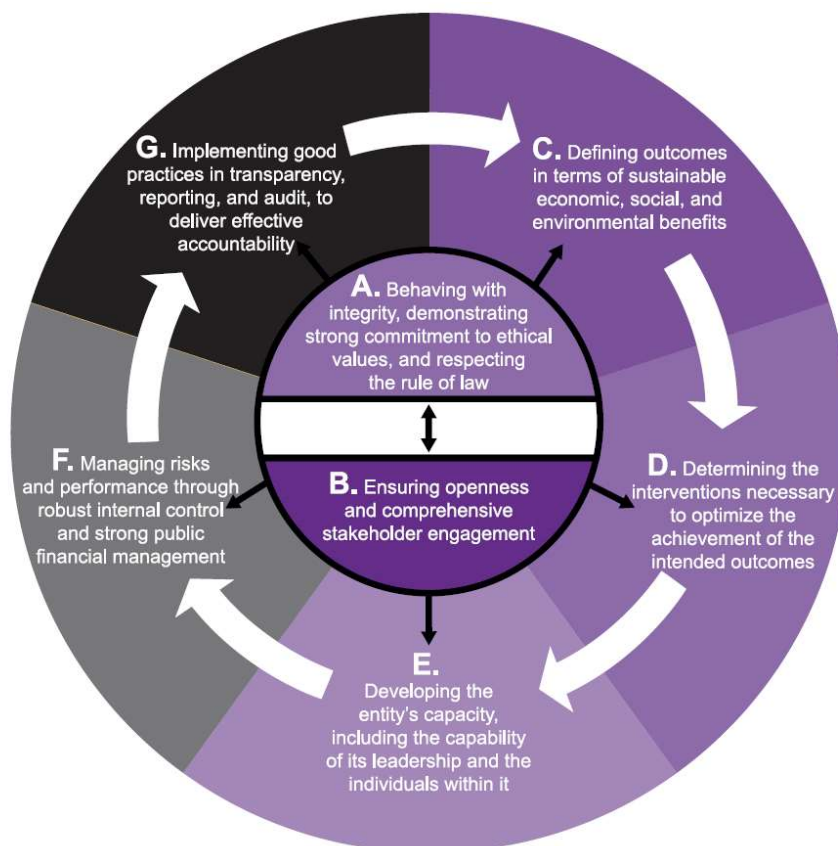 G. Implementing good
practices in transparency,
reporting, and audit, to
deliver effective
accountability
C. Defining outcomes
in terms of sustainable
economic, social, and
environmental benefits
A. Behaving with
integrity, demonstrating
strong commitment to ethical
values, and respecting
the rule of law
F. Managing risks
and performance through
robust internal control
and strong public
financial management
B. Ensuring openness
and comprehensive
stakeholder engagement
D. Determining the
interventions necessary
to optimize the
achievement of the
intended outcomes
E.
Developing the
entity's capacity,
including the capability
of its leadership and the
individuals within it